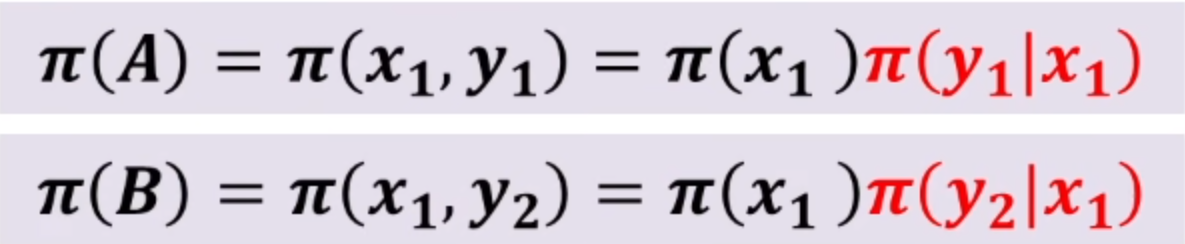 π(A) = π(x₁, y₁) = π(x₁ )π(y₁|x₁)
π(B) = π(x₁, y₂) = π(x₁ )π(y₂|x₁)